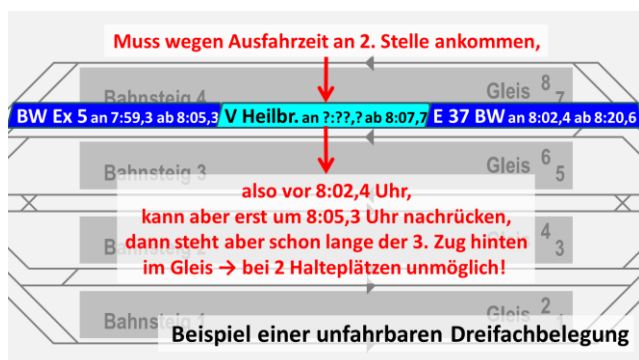 Muss wegen Ausfahrzeit an 2. Stelle ankommen,
Bahnsteig 4
Gleis 8
7
BW Ex 5 an 7:59,3 ab 8:05,3 V Heilbr. an ?:??,? ab 8:07,7 E 37 BW an 8:02,4 ab 8:20,6
Bahnsteig 3
Gleis 6
5
also vor 8:02,4 Uhr,
kann aber erst um 8:05,3 Uhr nachrücken,
dann steht aber schon lange der 3. Zug hinten
im Gleis → bei 2 Halteplätzen unmöglich!
Bahnsteig 2
Gleis 4
3
Bahnsteig 1
Gleis 2
1
Beispiel einer unfahrbaren Dreifachbelegung